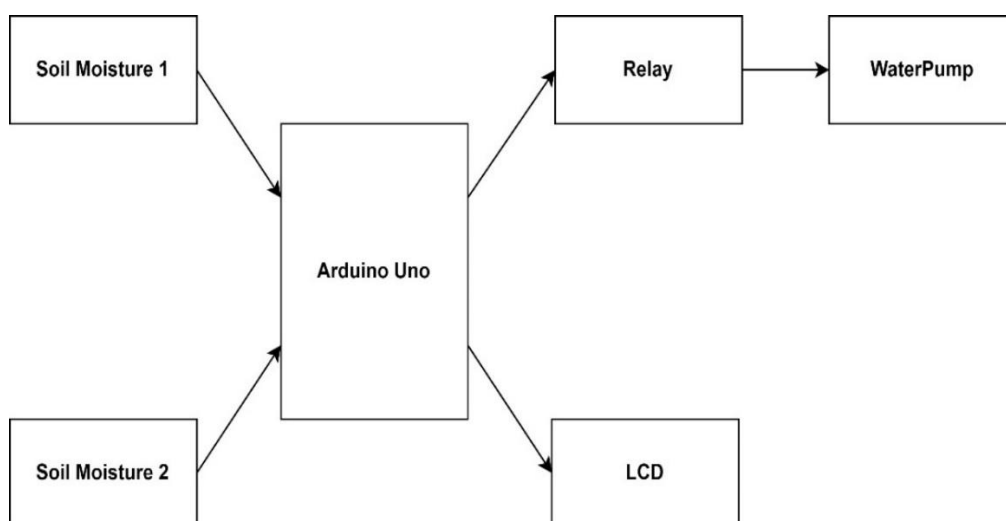 Soil Moisture 1
Relay
WaterPump
Arduino Uno
Soil Moisture 2
LCD